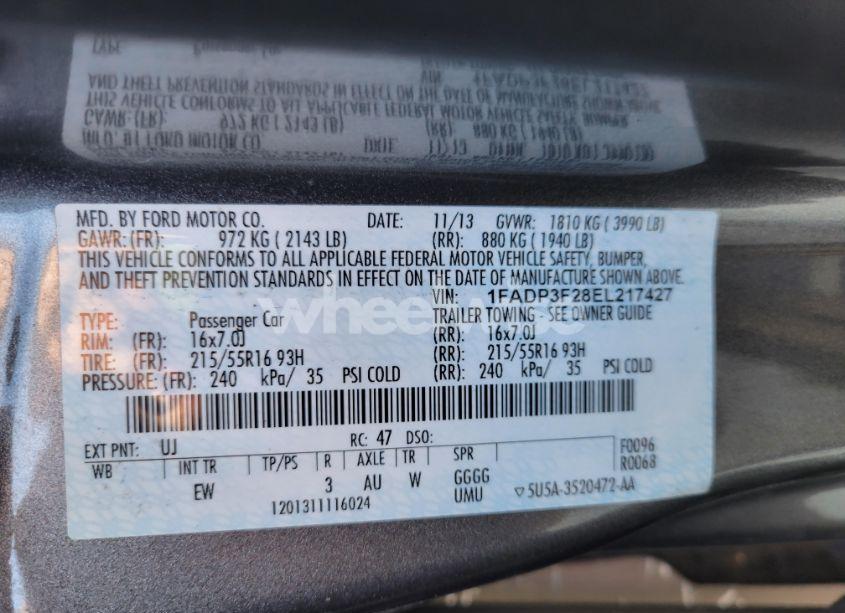 MFD. BY FORD MOTOR CO. DATE: 11/13 GVWR: 1810 KG ( 3990 LB)
GAWR: (FR): 972 KG ( 2143 LB) (RR): 880 KG ( 1940 LB)
THIS VEHICLE CONFORMS TO ALL APPLICABLE FEDERAL MOTOR VEHICLE SAFETY, BUMPER,
AND THEFT PREVENTION STANDARDS IN EFFECT ON THE DATE OF MANUFACTURE SHOWN ABOVE.
VIN: 1FADP3F28EL217427
TYPE: Passenger Car TRAILER TOWING - SEE OWNER GUIDE
RIM: (FR): 16x7.0J (RR): 16x7.0J
TIRE: (FR): 215/55R16 93H (RR): 215/55R16 93H
PRESSURE: (FR): 240 kPa/ 35 PSI COLD (RR): 240 kPa/ 35 PSI COLD
EXT PNT: UJ RC: 47 DSO: F0096
WB INT TR TP/PS R AXLE TR SPR R0068
EW 3 AU W GGGG
UMU
1201311116024 ▽5U5A-3520472-AA